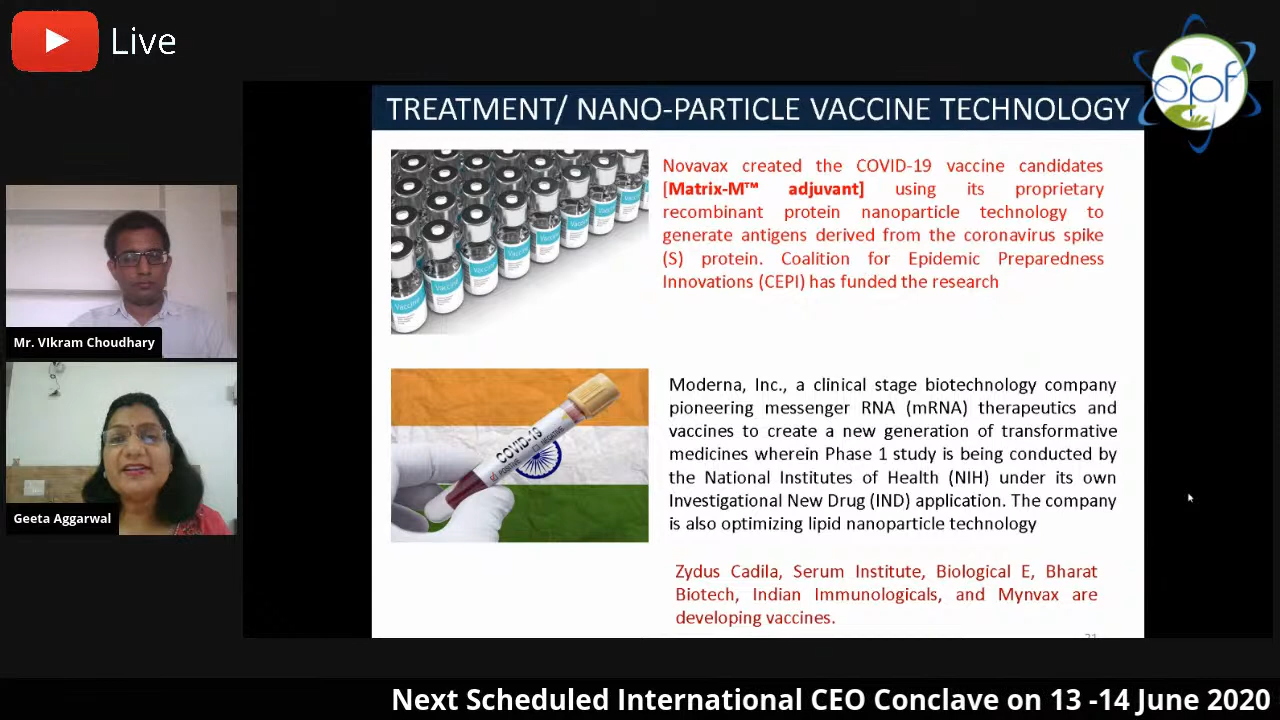 Live
opf
TREATMENT/ NANO-PARTICLE VACCINE TECHNOLOGY
Novavax created the COVID-19 vaccine candidates
[Matrix-M™ adjuvant] using its proprietary
recombinant protein nanoparticle technology to
generate antigens derived from the coronavirus spike
(S) protein. Coalition for Epidemic Preparedness
Innovations (CEPI) has funded the research
Vaccine
Vaccine
Vaccine
Vaccine
Mr. VIkram Choudhary
Moderna, Inc., a clinical stage biotechnology company
pioneering messenger RNA (mRNA) therapeutics and
vaccines to create a new generation of transformative
medicines wherein Phase 1 study is being conducted by
the National Institutes of Health (NIH) under its own
Investigational New Drug (IND) application. The company
is also optimizing lipid nanoparticle technology
COVID-19
Geeta Aggarwal
Zydus Cadila, Serum Institute, Biological E, Bharat
Biotech, Indian Immunologicals, and Mynvax are
developing vaccines.
Next Scheduled International CEO Conclave on 13 -14 June 2020